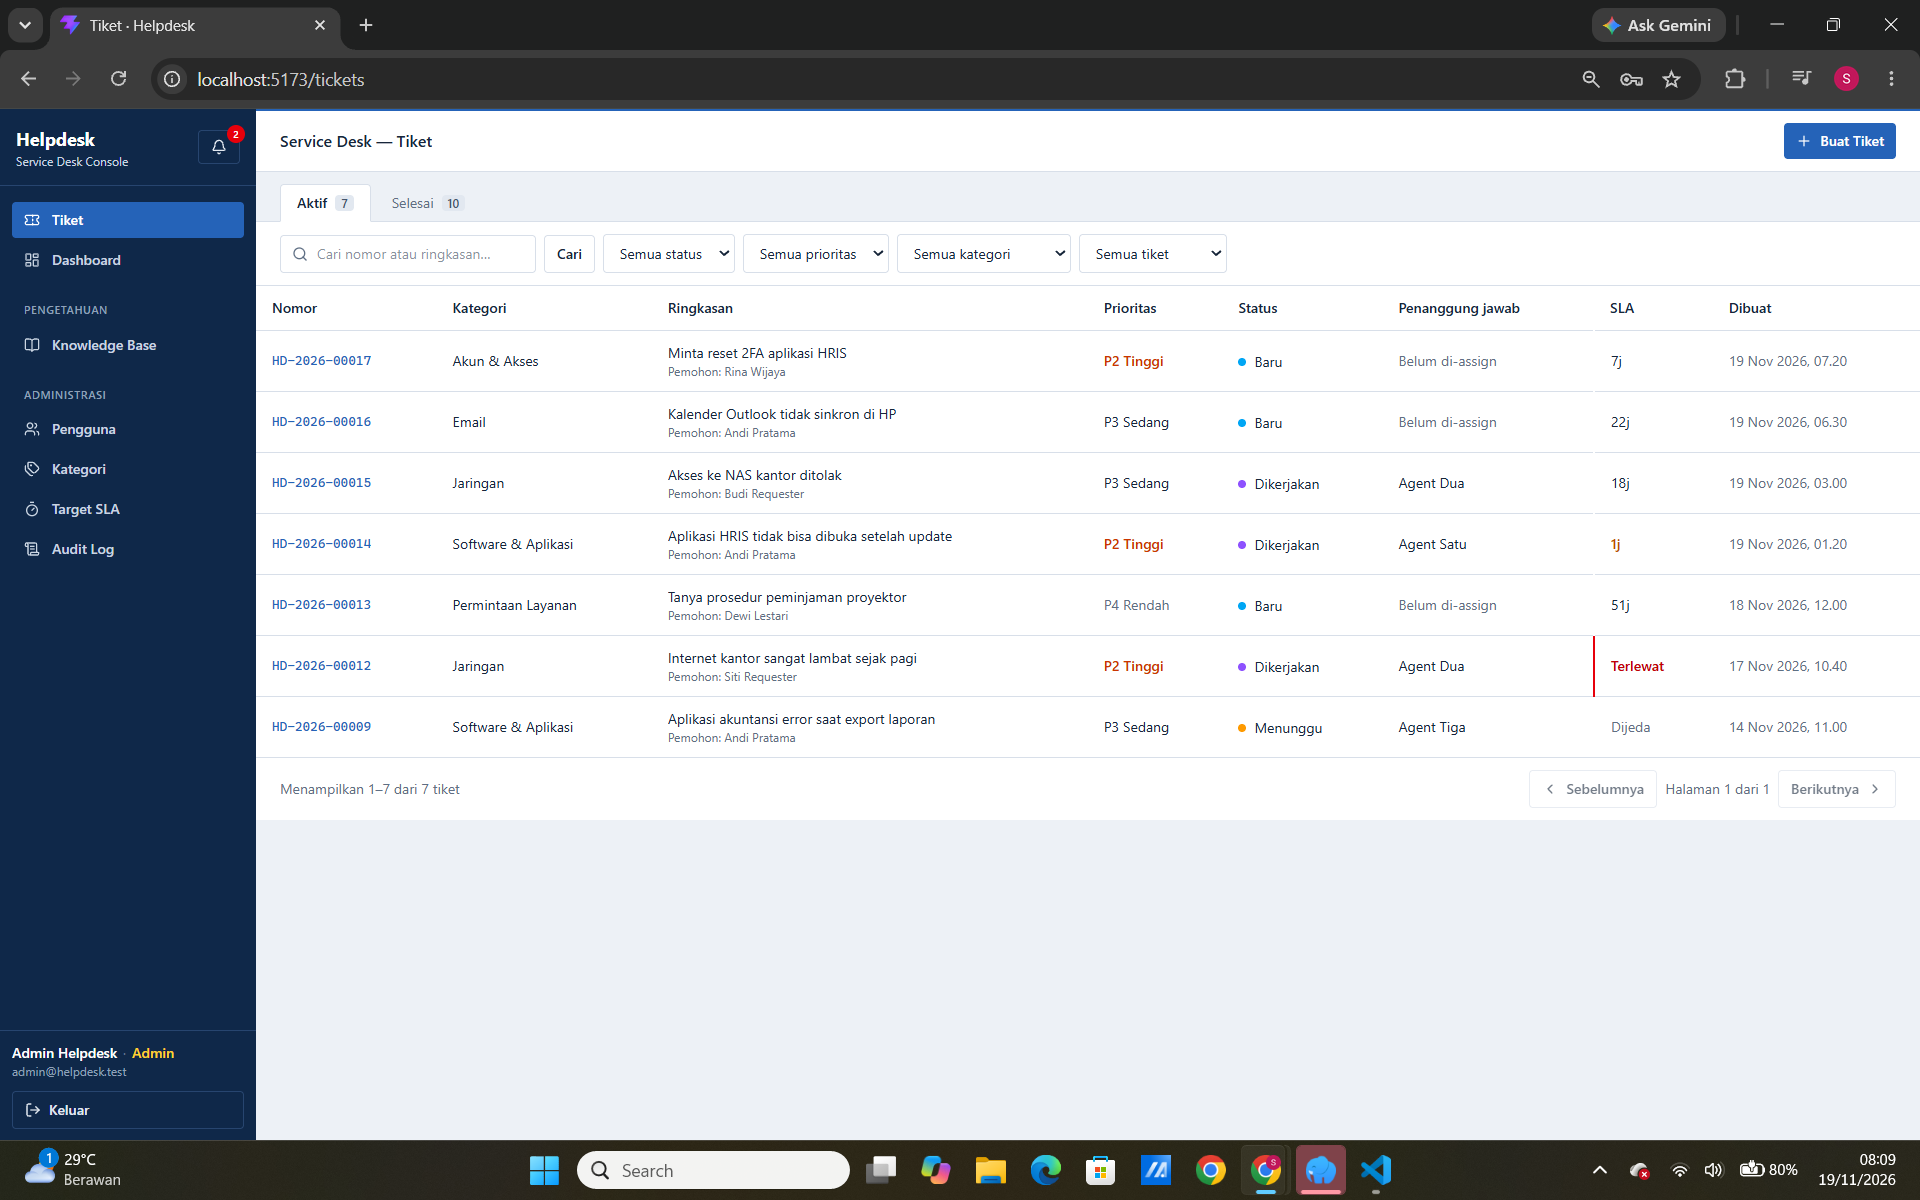 Tiket · Helpdesk
Ask Gemini
localhost:5173/tickets
S
Helpdesk
Service Desk Console
2
Tiket
Dashboard
PENGETAHUAN
Knowledge Base
ADMINISTRASI
Pengguna
Kategori
Target SLA
Audit Log
Admin Helpdesk · Admin
admin@helpdesk.test
Keluar
Service Desk — Tiket
Buat Tiket
Aktif 7 Selesai 10
Cari nomor atau ringkasan... Cari Semua status Semua prioritas Semua kategori Semua tiket
Nomor Kategori Ringkasan Prioritas Status Penanggung jawab SLA Dibuat
HD-2026-00017 Akun & Akses Minta reset 2FA aplikasi HRIS P2 Tinggi Baru Belum di-assign 7j 19 Nov 2026, 07.20
Pemohon: Rina Wijaya
HD-2026-00016 Email Kalender Outlook tidak sinkron di HP P3 Sedang Baru Belum di-assign 22j 19 Nov 2026, 06.30
Pemohon: Andi Pratama
HD-2026-00015 Jaringan Akses ke NAS kantor ditolak P3 Sedang Dikerjakan Agent Dua 18j 19 Nov 2026, 03.00
Pemohon: Budi Requester
HD-2026-00014 Software & Aplikasi Aplikasi HRIS tidak bisa dibuka setelah update P2 Tinggi Dikerjakan Agent Satu 1j 19 Nov 2026, 01.20
Pemohon: Andi Pratama
HD-2026-00013 Permintaan Layanan Tanya prosedur peminjaman proyektor P4 Rendah Baru Belum di-assign 51j 18 Nov 2026, 12.00
Pemohon: Dewi Lestari
HD-2026-00012 Jaringan Internet kantor sangat lambat sejak pagi P2 Tinggi Dikerjakan Agent Dua Terlewat 17 Nov 2026, 10.40
Pemohon: Siti Requester
HD-2026-00009 Software & Aplikasi Aplikasi akuntansi error saat export laporan P3 Sedang Menunggu Agent Tiga Dijeda 14 Nov 2026, 11.00
Pemohon: Andi Pratama
Menampilkan 1–7 dari 7 tiket
Sebelumnya Halaman 1 dari 1 Berikutnya
1
29°C
Berawan
Search
S
80%
08:09
19/11/2026